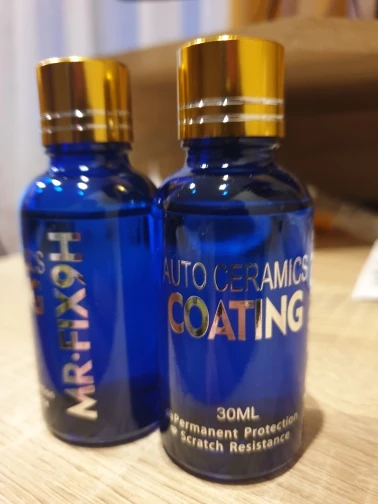 MR·FIX9H
AUTO CERAMICS
COATING
30ML
Permanent Protection
Scratch Resistance